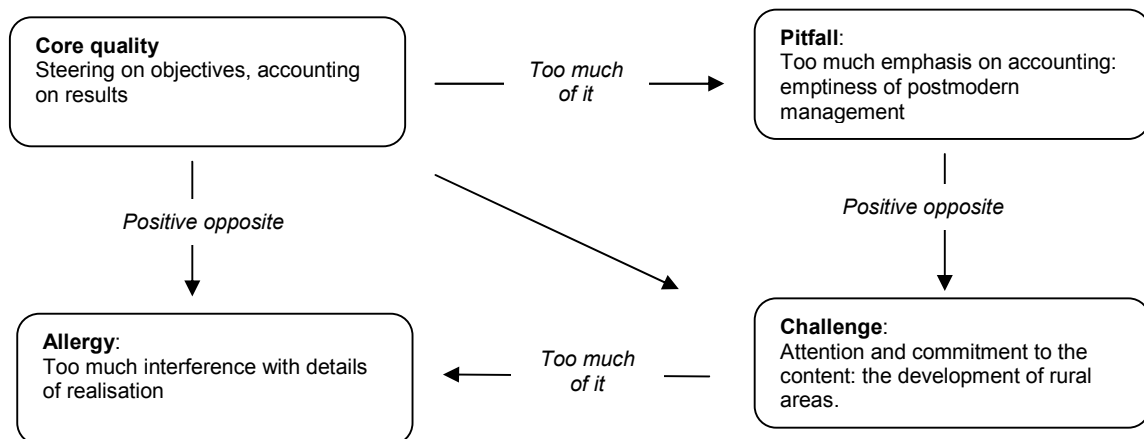 Core quality
Steering on objectives, accounting
on results
Too much
of it
Pitfall:
Too much emphasis on accounting:
emptiness of postmodern
management
Positive opposite
Positive opposite
Allergy:
Too much interference with details
of realisation
Too much
of it
Challenge:
Attention and commitment to the
content: the development of rural
areas.